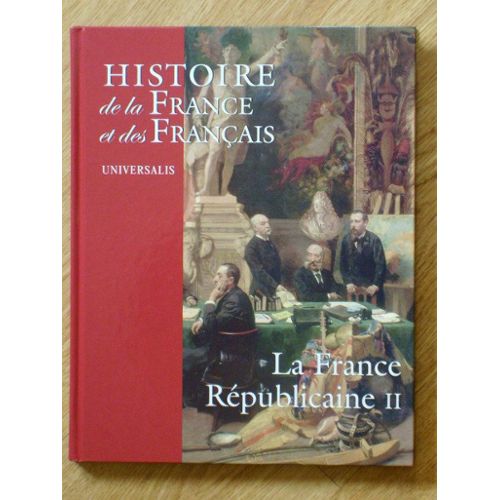 HISTOIRE
de la FRANCE
et des FRANÇAIS
UNIVERSALIS
La France
Républicaine II